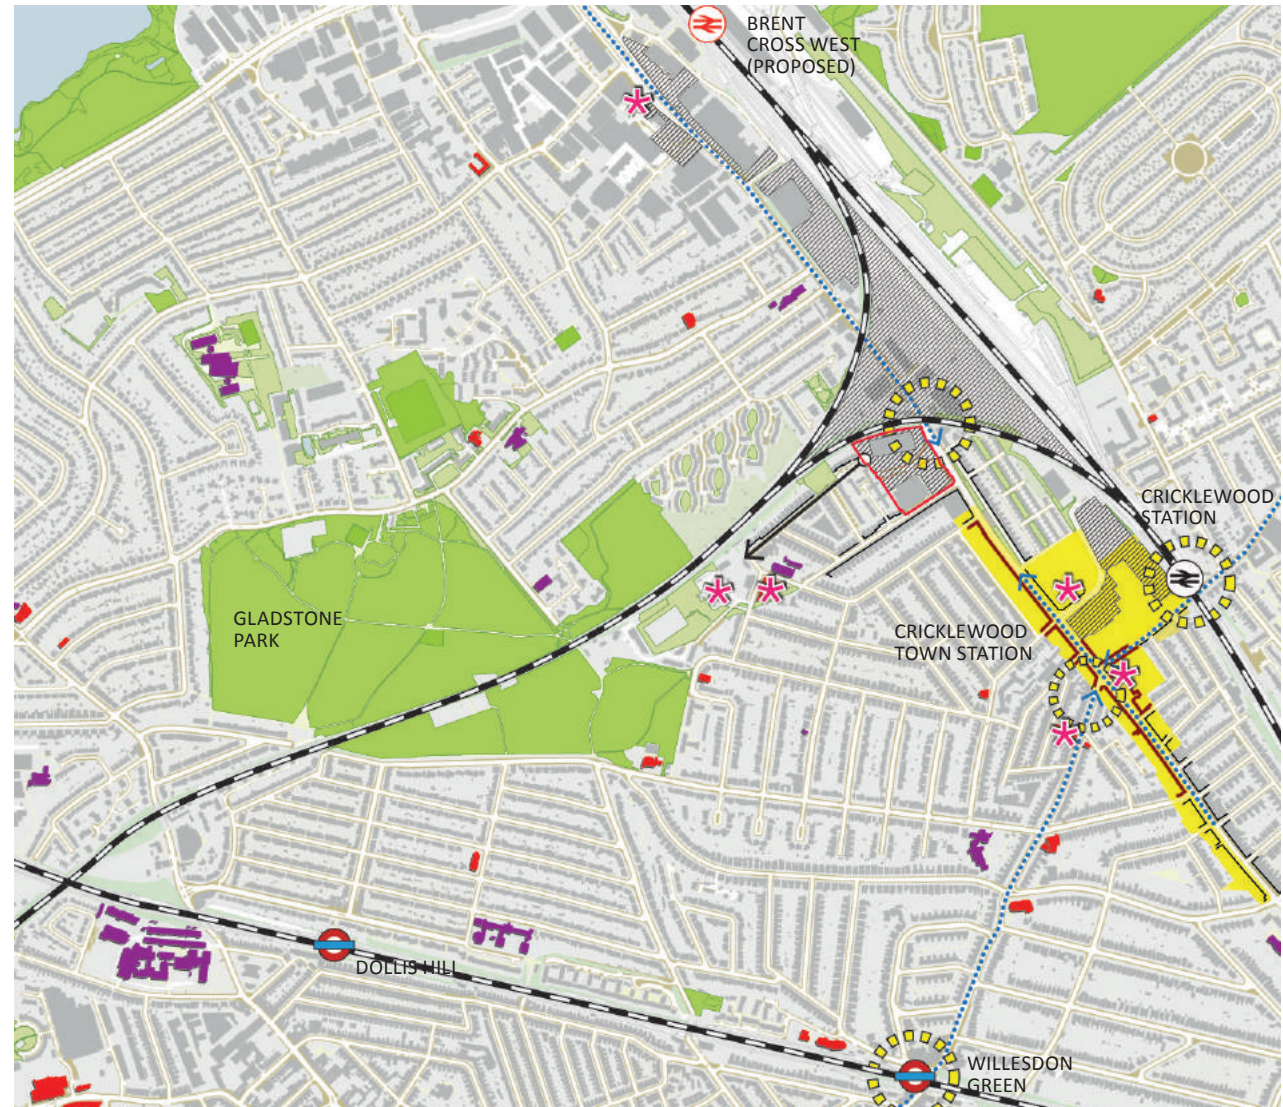 BRENT
CROSS WEST
(PROPOSED)
CRICKLEWOOD
STATION
GLADSTONE
PARK
CRICKLEWOOD
TOWN STATION
DOLLIS HILL
WILLESDON
GREEN